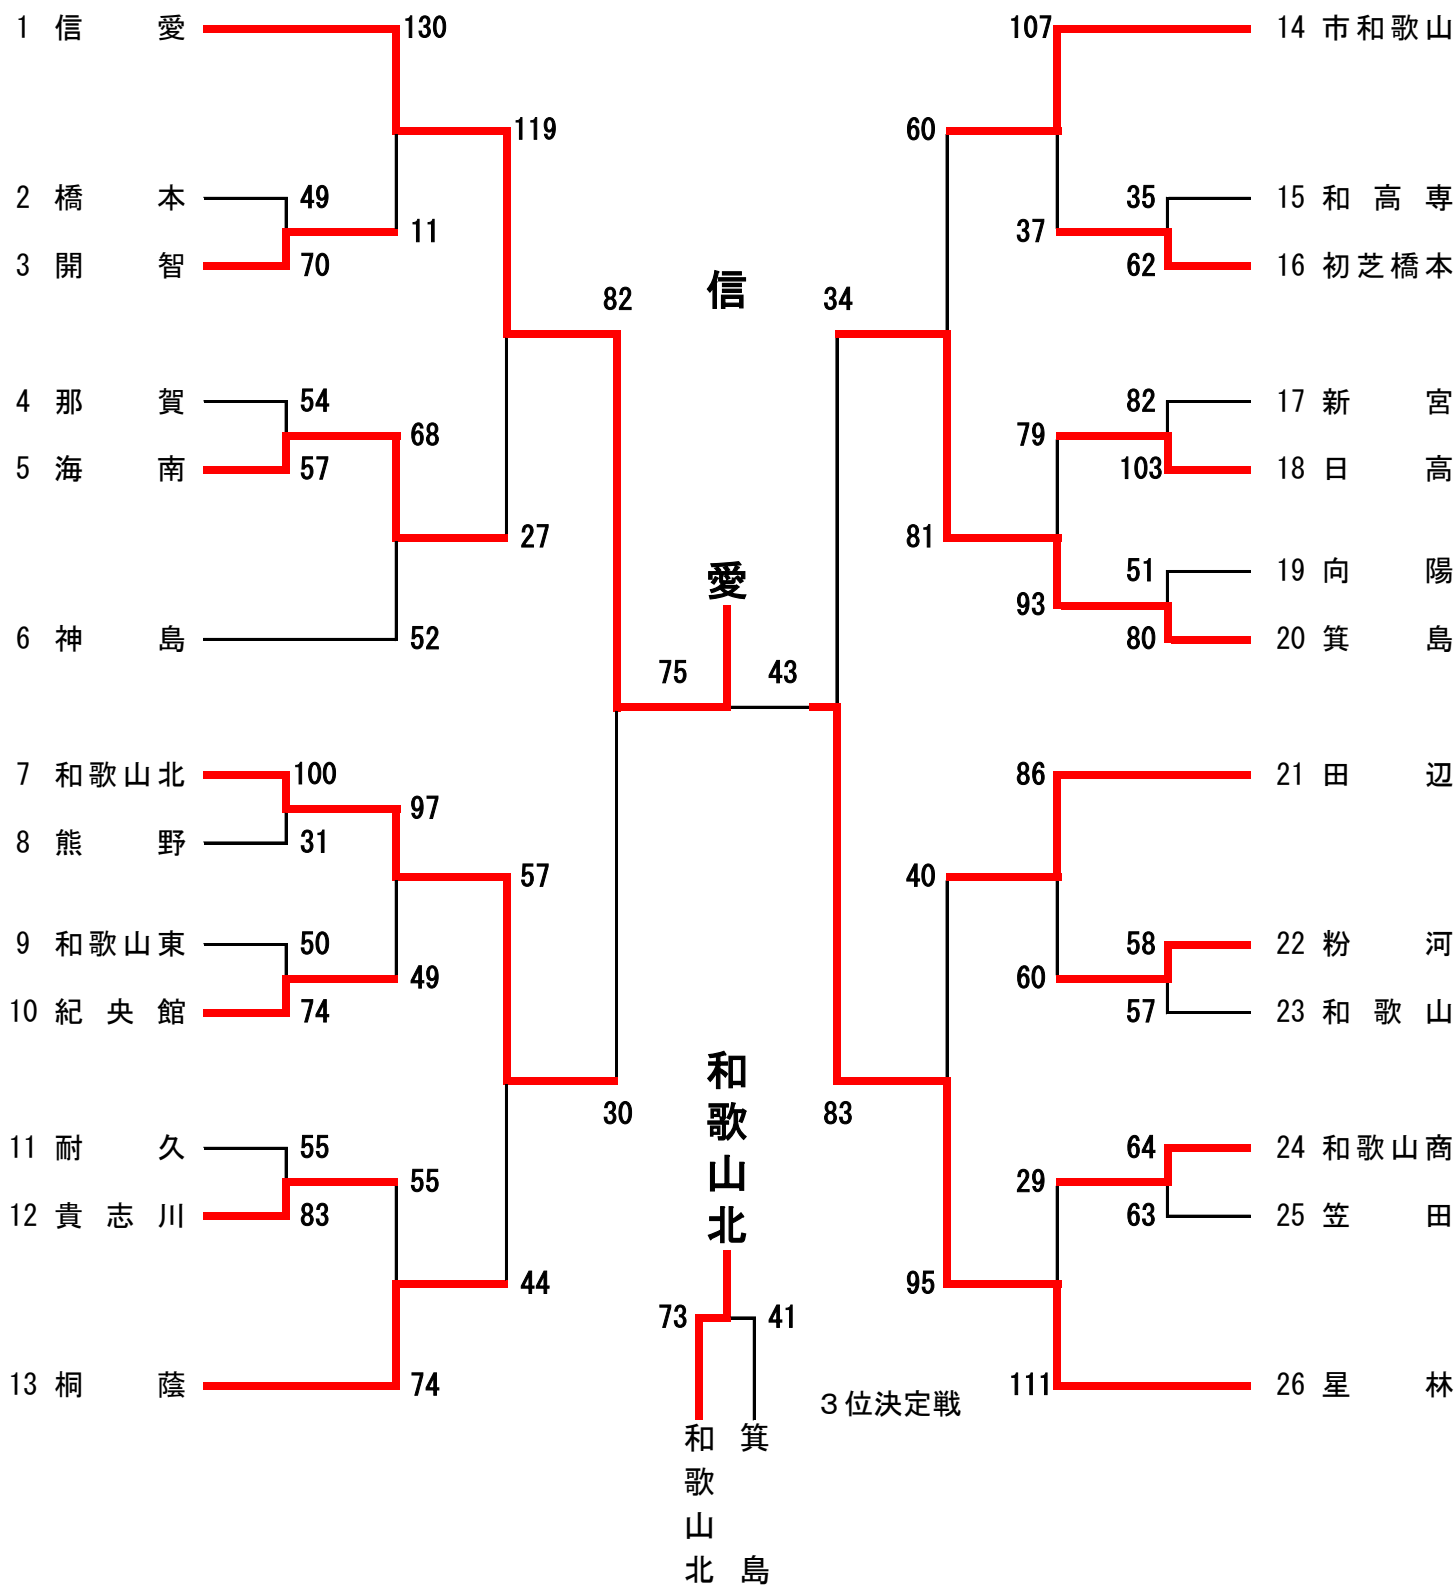 1 信愛 130
119
2 橋本 49
11
3 開智 70
82
4 那賀 54
68
5 海南 57
27
6 神島 52
7 和歌山北 100
97
8 熊野 31
57
9 和歌山東 50
49
10 紀央館 74
30
11 耐久 55
55
12 貴志川 83
44
13 桐蔭 74
信愛
75 43
和歌山北
73 41
3位決定戦
和歌山北
箕島
107 14 市和歌山
60
35 15 和高専
37
62 16 初芝橋本
34
82 17 新宮
79
103 18 日高
81
51 19 向陽
93
80 20 箕島
86 21 田辺
40
58 22 粉河
60
57 23 和歌山
83
64 24 和歌山商
29
63 25 笠田
95
111 26 星林